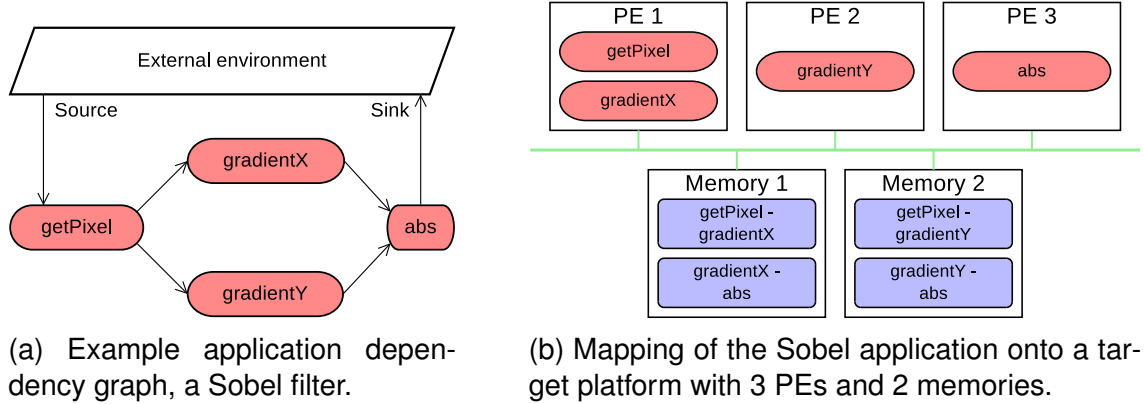 External environment
Source
Sink
gradientX
getPixel
abs
gradientY
(a) Example application depen-
dency graph, a Sobel filter.
PE 1
PE 2
PE 3
getPixel
gradientX
gradientY
abs
Memory 1
Memory 2
getPixel -
gradientX
gradientX -
abs
getPixel -
gradientY
gradientY -
abs
(b) Mapping of the Sobel application onto a tar-
get platform with 3 PEs and 2 memories.